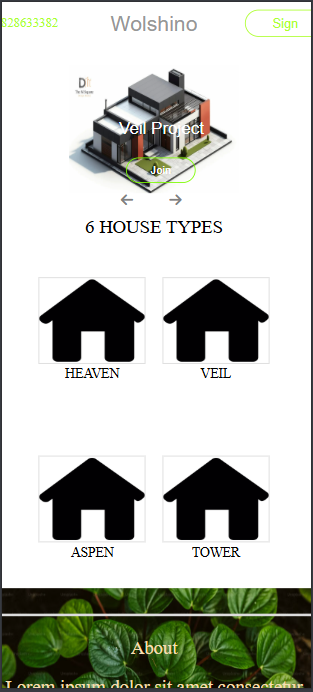 828633382 Wolshino Sign
Veil Project
Join
6 HOUSE TYPES
HEAVEN VEIL
ASPEN TOWER
About
Lorem ipsum dolor sit amet consectetur